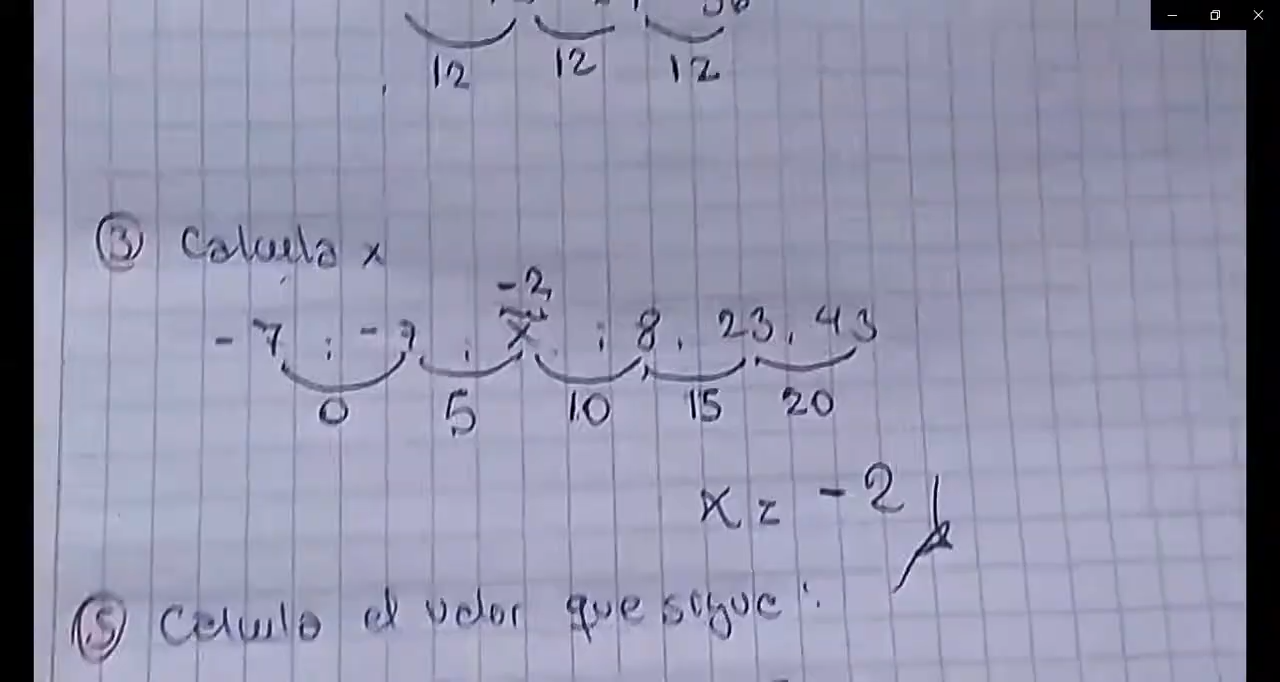 12 12 12
③ Calcula x
-2
-7 ; -7 ; x ; 8, 23, 43
0 5 10 15 20
x = -2
⑤ Calcula el valor que sigue: